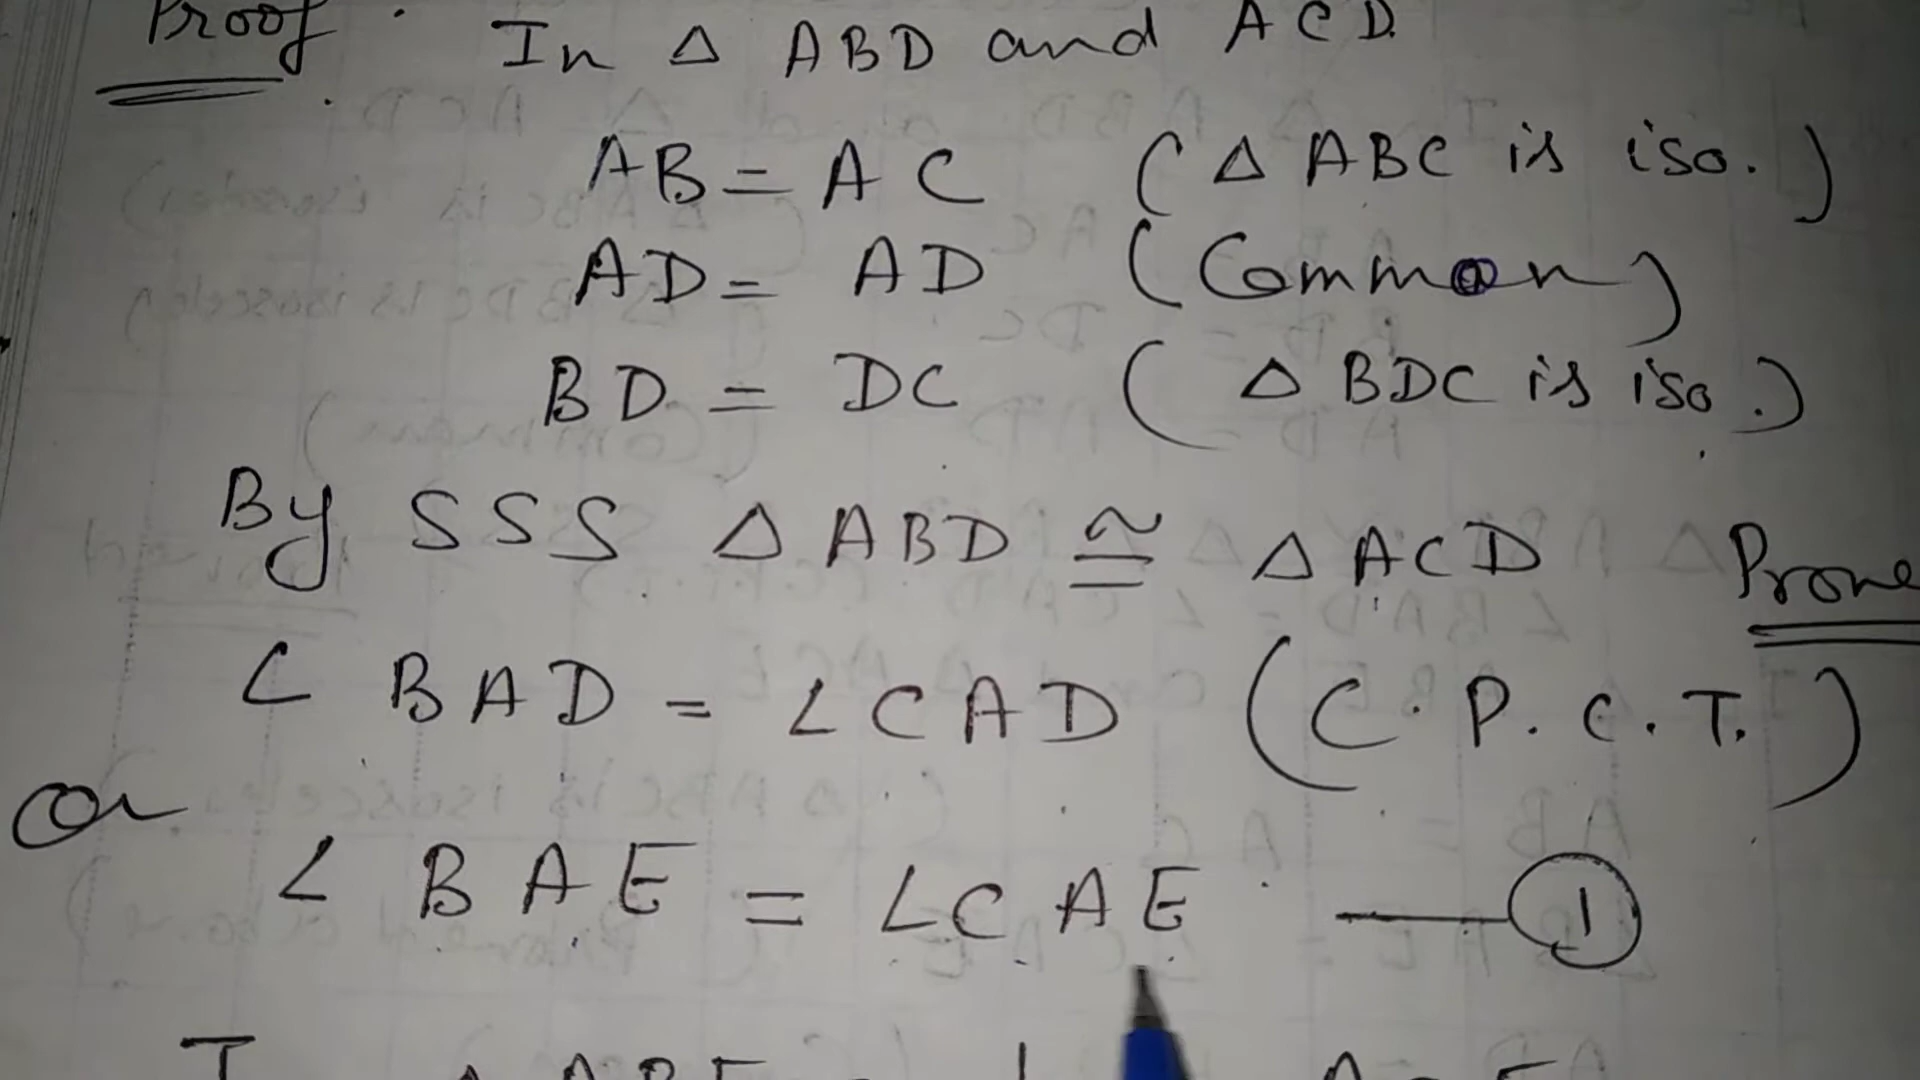 Proof :
In △ ABD and ACD
AB = AC (△ ABC is iso.)
AD = AD (Common)
BD = DC (△ BDC is iso.)
By SSS △ ABD ≅ △ ACD
∠ BAD = ∠CAD (C.P.C.T.)
or
∠ BAE = ∠CAE — 1